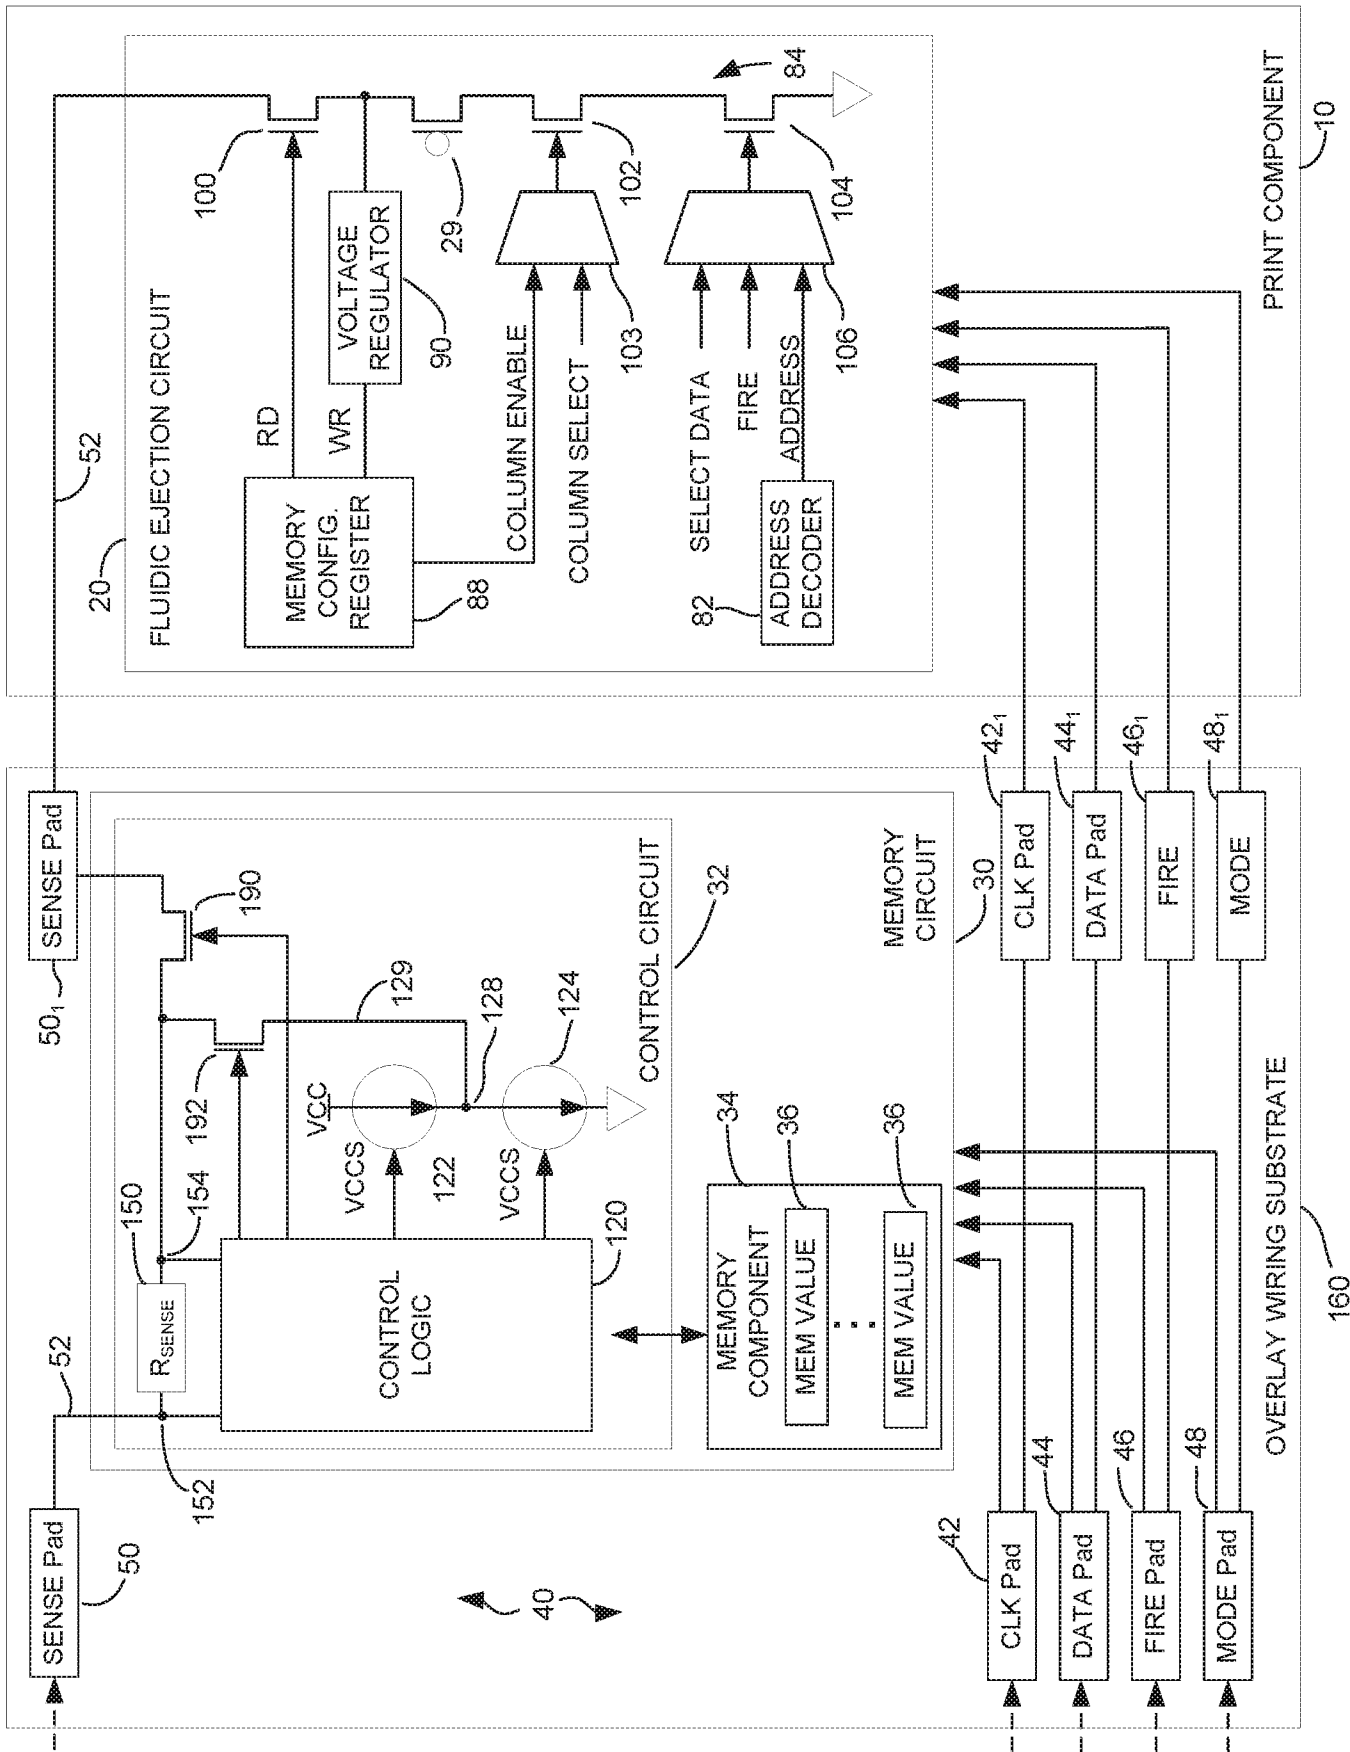 SENSE Pad
50
52
152
RSENSE
150
154
192
190
SENSE Pad
501
52
CONTROL
LOGIC
120
VCC
VCCS
122
VCCS
124
128
129
CONTROL CIRCUIT
32
MEMORY
COMPONENT
34
MEM VALUE
36
MEM VALUE
36
MEMORY
CIRCUIT
30
40
CLK Pad
42
DATA Pad
44
FIRE Pad
46
MODE Pad
48
CLK Pad
421
DATA Pad
441
FIRE
461
MODE
481
OVERLAY WIRING SUBSTRATE
160
20
FLUIDIC EJECTION CIRCUIT
MEMORY
CONFIG.
REGISTER
88
RD
WR
100
VOLTAGE
REGULATOR
90
29
102
103
COLUMN ENABLE
COLUMN SELECT
84
104
106
SELECT DATA
FIRE
ADDRESS
82
ADDRESS
DECODER
PRINT COMPONENT
10